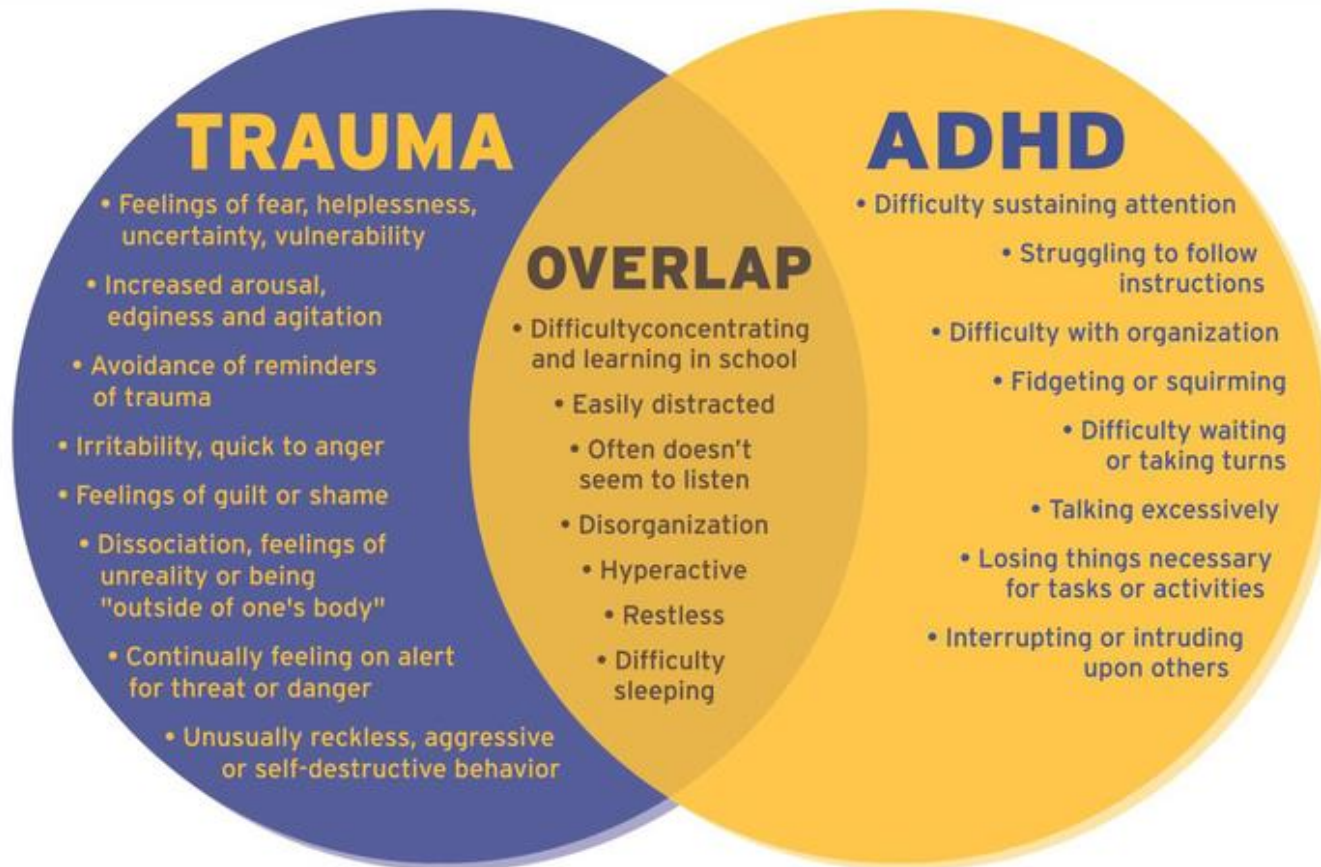 TRAUMA
• Feelings of fear, helplessness,
uncertainty, vulnerability
• Increased arousal,
edginess and agitation
• Avoidance of reminders
of trauma
• Irritability, quick to anger
• Feelings of guilt or shame
• Dissociation, feelings of
unreality or being
"outside of one's body"
• Continually feeling on alert
for threat or danger
• Unusually reckless, aggressive
or self-destructive behavior
OVERLAP
• Difficultyconcentrating
and learning in school
• Easily distracted
• Often doesn't
seem to listen
• Disorganization
• Hyperactive
• Restless
• Difficulty
sleeping
ADHD
• Difficulty sustaining attention
• Struggling to follow
instructions
• Difficulty with organization
• Fidgeting or squirming
• Difficulty waiting
or taking turns
• Talking excessively
• Losing things necessary
for tasks or activities
• Interrupting or intruding
upon others